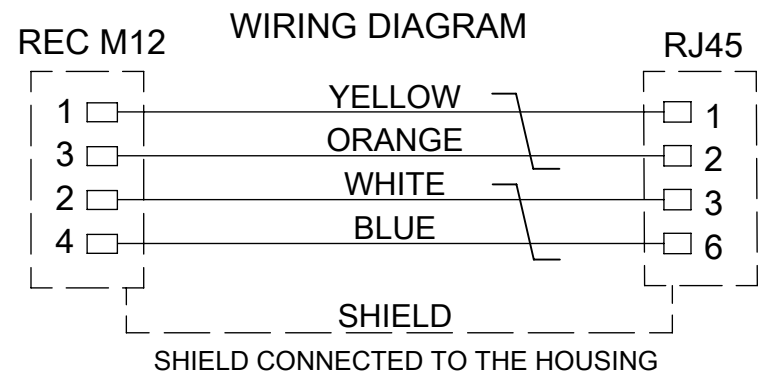 WIRING DIAGRAM
REC M12
RJ45
1 YELLOW 1
3 ORANGE 2
2 WHITE 3
4 BLUE 6
SHIELD
SHIELD CONNECTED TO THE HOUSING